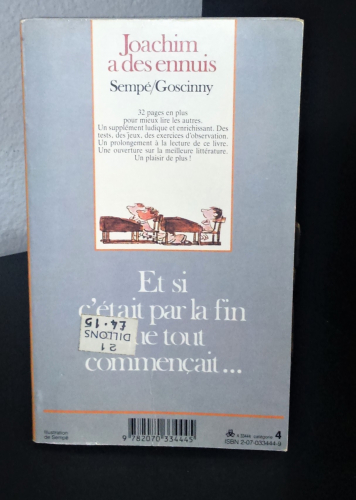 Joachim
a des ennuis
Sempé/Goscinny
32 pages en plus
pour mieux lire les autres.
Un supplément ludique et enrichissant. Des
tests, des jeux, des exercices d'observation.
Un prolongement à la lecture de ce livre.
Une ouverture sur la meilleure littérature.
Un plaisir de plus !
Et si
c'était par la fin
que tout
commençait...
21
DILLONS
£4·15
Illustration
de Sempé
catégorie 4
ISBN 2-07-033444-9
9 782070 334445